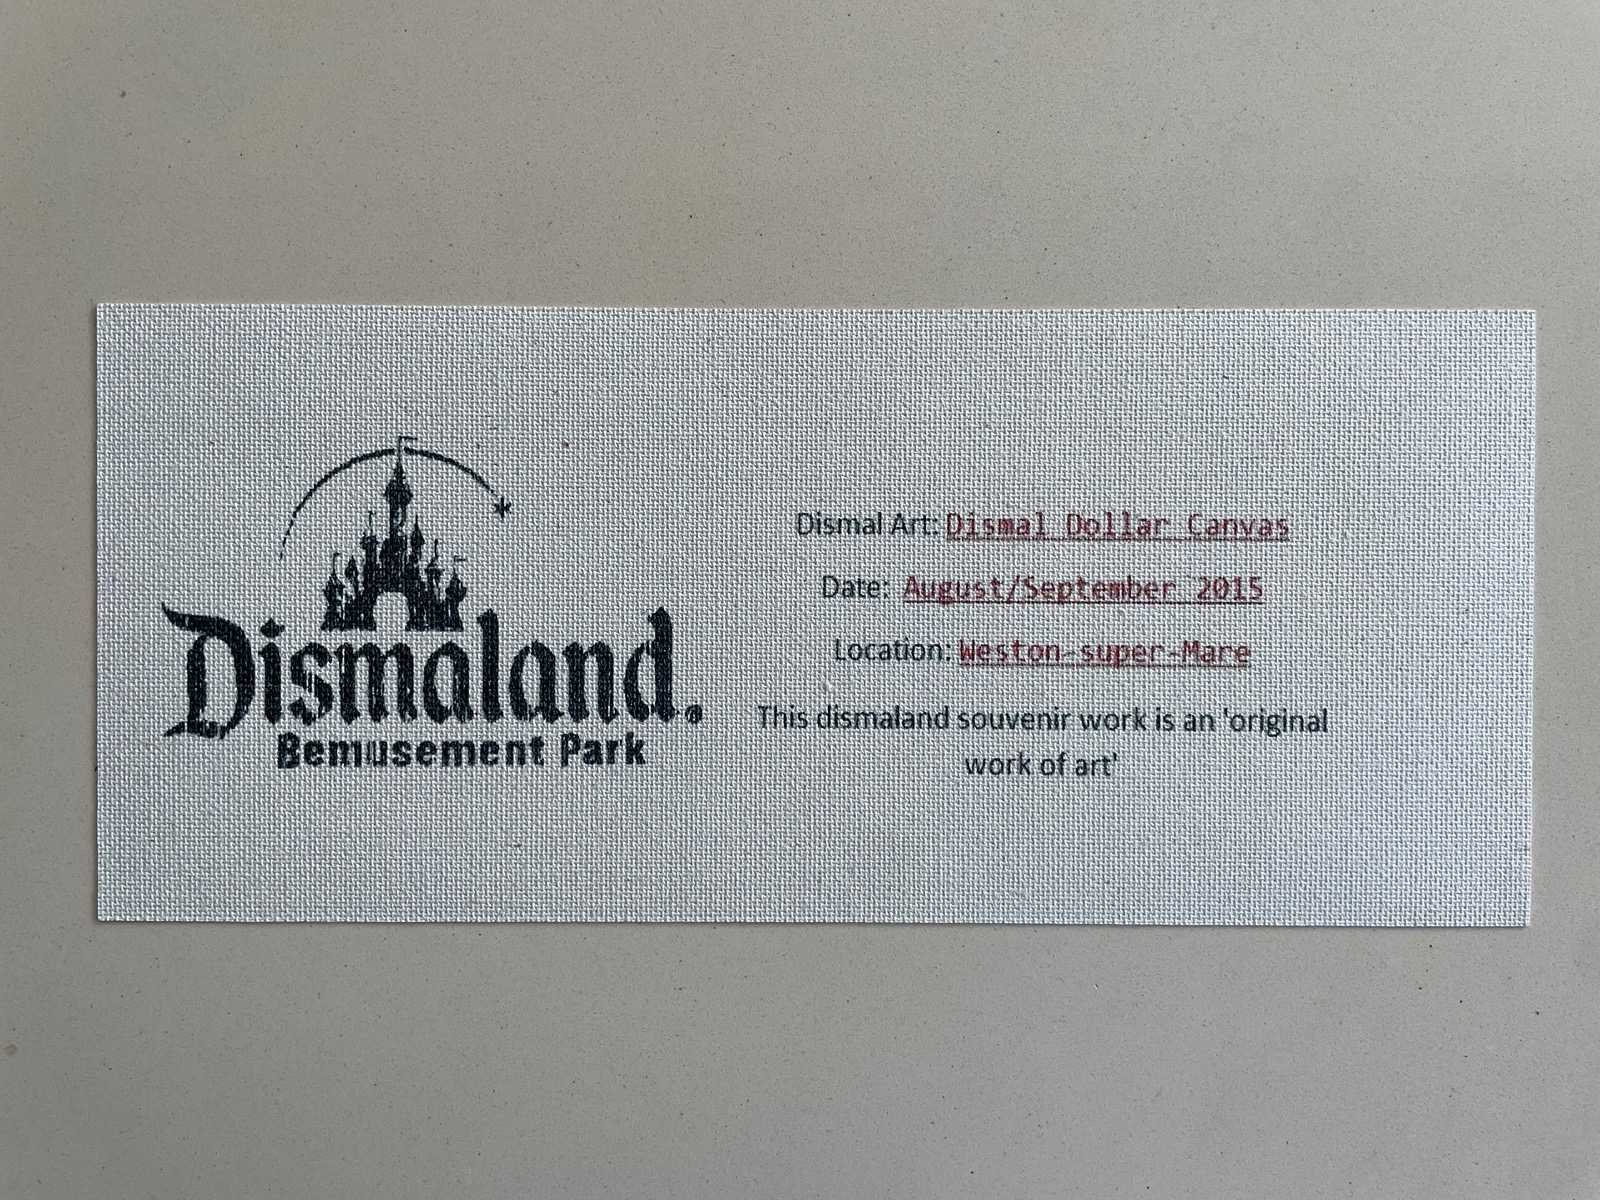 Dismaland.
Bemusement Park
Dismal Art: Dismal Dollar Canvas
Date: August/September 2015
Location: Weston-super-Mare
This dismaland souvenir work is an 'original
work of art'